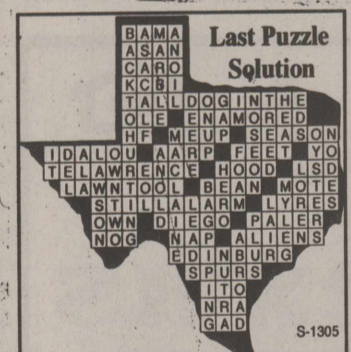 Last Puzzle
Solution
BAMA
ASAN
CARO
KCBI
TALLDOGINTHE
OLE ENAMORED
HF MEUP SEASON
IDALOU AARP FEET YO
TELAWRENCE HOOD LSD
LAWNTOOL BEAN MOTE
STILLALARM LYRES
OWN DIEGO PALER
NOG NAP ALIENS
EDINBURG
SPURS
ITO
NRA
GAD
S-1305